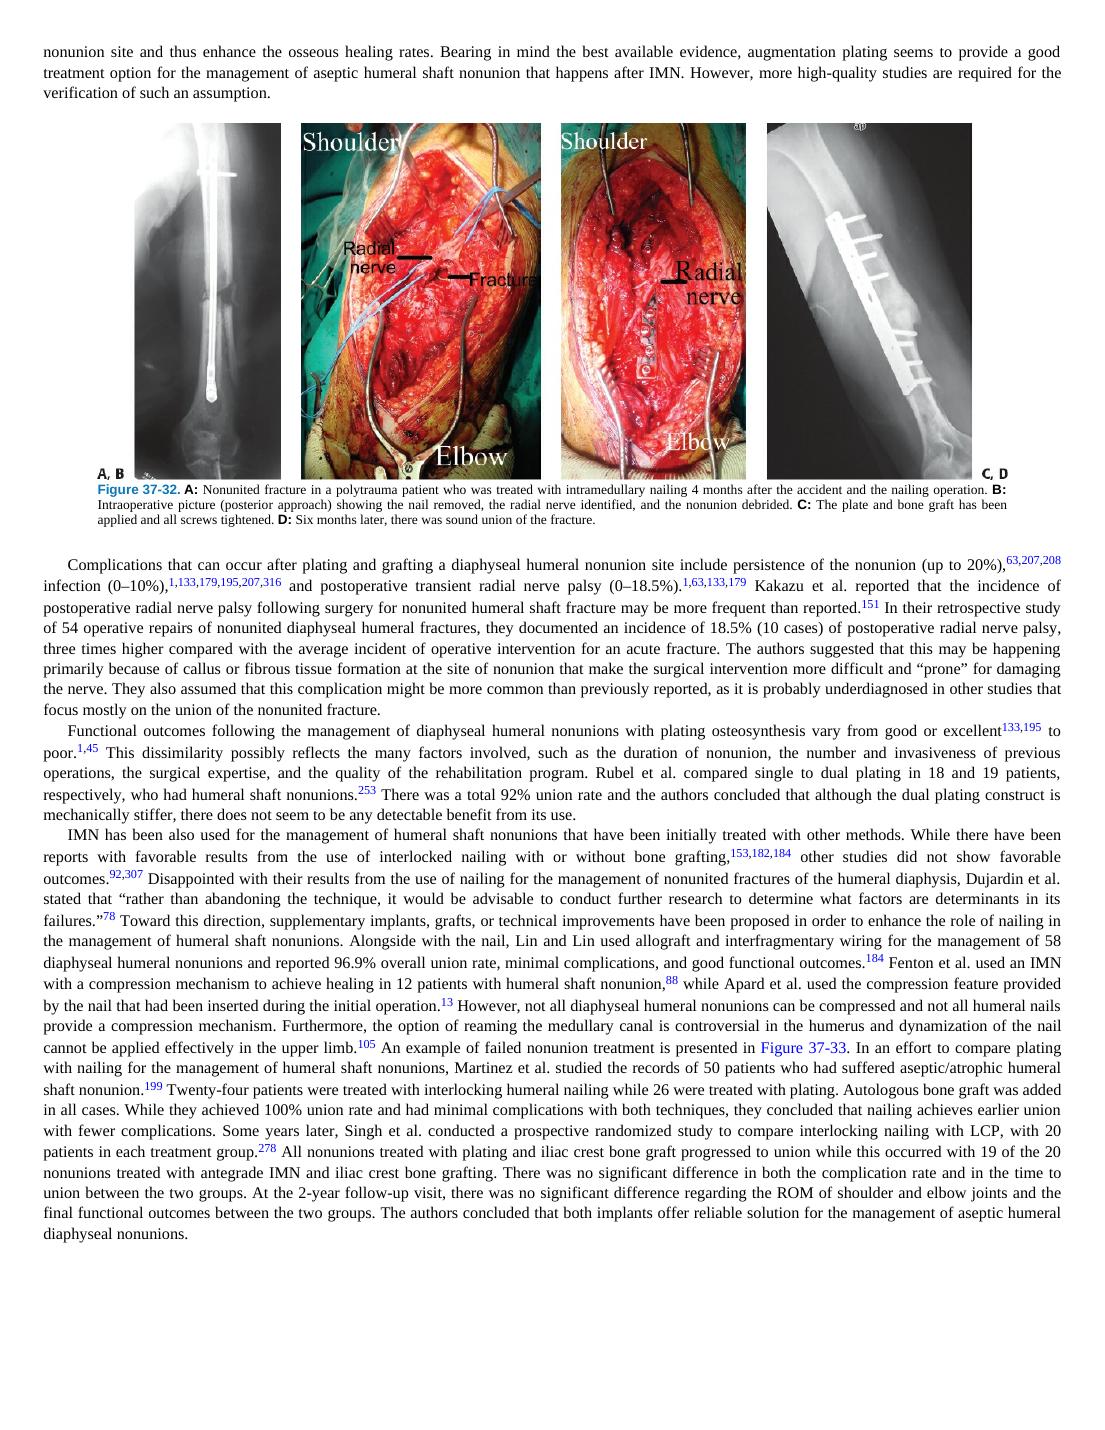 nonunion site and thus enhance the osseous healing rates. Bearing in mind the best available evidence, augmentation plating seems to provide a good
treatment option for the management of aseptic humeral shaft nonunion that happens after IMN. However, more high-quality studies are required for the
verification of such an assumption.
Shoulder
Radial
nerve
Fracture
Elbow
Shoulder
Radial
nerve
Elbow
A, B
C, D
Figure 37-32. A: Nonunited fracture in a polytrauma patient who was treated with intramedullary nailing 4 months after the accident and the nailing operation. B:
Intraoperative picture (posterior approach) showing the nail removed, the radial nerve identified, and the nonunion debrided. C: The plate and bone graft has been
applied and all screws tightened. D: Six months later, there was sound union of the fracture.
Complications that can occur after plating and grafting a diaphyseal humeral nonunion site include persistence of the nonunion (up to 20%),63,207,208
infection (0–10%),1,133,179,195,207,316 and postoperative transient radial nerve palsy (0–18.5%).1,63,133,179 Kakazu et al. reported that the incidence of
postoperative radial nerve palsy following surgery for nonunited humeral shaft fracture may be more frequent than reported.151 In their retrospective study
of 54 operative repairs of nonunited diaphyseal humeral fractures, they documented an incidence of 18.5% (10 cases) of postoperative radial nerve palsy,
three times higher compared with the average incident of operative intervention for an acute fracture. The authors suggested that this may be happening
primarily because of callus or fibrous tissue formation at the site of nonunion that make the surgical intervention more difficult and “prone” for damaging
the nerve. They also assumed that this complication might be more common than previously reported, as it is probably underdiagnosed in other studies that
focus mostly on the union of the nonunited fracture.
Functional outcomes following the management of diaphyseal humeral nonunions with plating osteosynthesis vary from good or excellent133,195 to
poor.1,45 This dissimilarity possibly reflects the many factors involved, such as the duration of nonunion, the number and invasiveness of previous
operations, the surgical expertise, and the quality of the rehabilitation program. Rubel et al. compared single to dual plating in 18 and 19 patients,
respectively, who had humeral shaft nonunions.253 There was a total 92% union rate and the authors concluded that although the dual plating construct is
mechanically stiffer, there does not seem to be any detectable benefit from its use.
IMN has been also used for the management of humeral shaft nonunions that have been initially treated with other methods. While there have been
reports with favorable results from the use of interlocked nailing with or without bone grafting,153,182,184 other studies did not show favorable
outcomes.92,307 Disappointed with their results from the use of nailing for the management of nonunited fractures of the humeral diaphysis, Dujardin et al.
stated that “rather than abandoning the technique, it would be advisable to conduct further research to determine what factors are determinants in its
failures.”78 Toward this direction, supplementary implants, grafts, or technical improvements have been proposed in order to enhance the role of nailing in
the management of humeral shaft nonunions. Alongside with the nail, Lin and Lin used allograft and interfragmentary wiring for the management of 58
diaphyseal humeral nonunions and reported 96.9% overall union rate, minimal complications, and good functional outcomes.184 Fenton et al. used an IMN
with a compression mechanism to achieve healing in 12 patients with humeral shaft nonunion,88 while Apard et al. used the compression feature provided
by the nail that had been inserted during the initial operation.13 However, not all diaphyseal humeral nonunions can be compressed and not all humeral nails
provide a compression mechanism. Furthermore, the option of reaming the medullary canal is controversial in the humerus and dynamization of the nail
cannot be applied effectively in the upper limb.105 An example of failed nonunion treatment is presented in Figure 37-33. In an effort to compare plating
with nailing for the management of humeral shaft nonunions, Martinez et al. studied the records of 50 patients who had suffered aseptic/atrophic humeral
shaft nonunion.199 Twenty-four patients were treated with interlocking humeral nailing while 26 were treated with plating. Autologous bone graft was added
in all cases. While they achieved 100% union rate and had minimal complications with both techniques, they concluded that nailing achieves earlier union
with fewer complications. Some years later, Singh et al. conducted a prospective randomized study to compare interlocking nailing with LCP, with 20
patients in each treatment group.278 All nonunions treated with plating and iliac crest bone graft progressed to union while this occurred with 19 of the 20
nonunions treated with antegrade IMN and iliac crest bone grafting. There was no significant difference in both the complication rate and in the time to
union between the two groups. At the 2-year follow-up visit, there was no significant difference regarding the ROM of shoulder and elbow joints and the
final functional outcomes between the two groups. The authors concluded that both implants offer reliable solution for the management of aseptic humeral
diaphyseal nonunions.